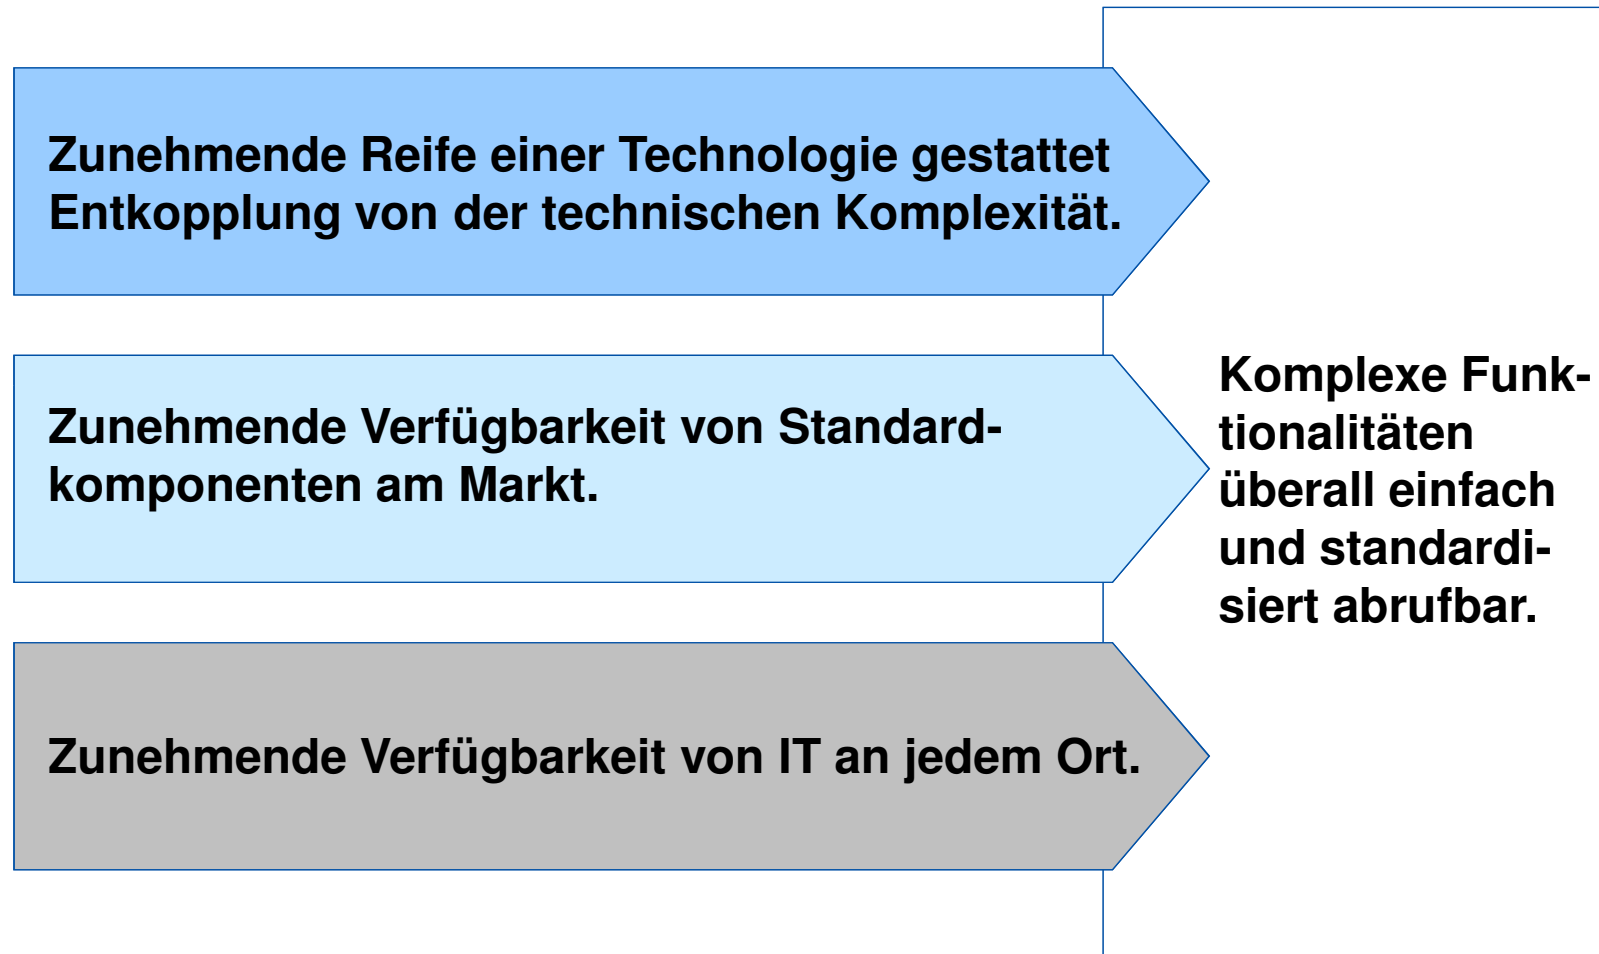 Zunehmende Reife einer Technologie gestattet
Entkopplung von der technischen Komplexität.
Zunehmende Verfügbarkeit von Standard-
komponenten am Markt.
Zunehmende Verfügbarkeit von IT an jedem Ort.
Komplexe Funk-
tionalitäten
überall einfach
und standardi-
siert abrufbar.